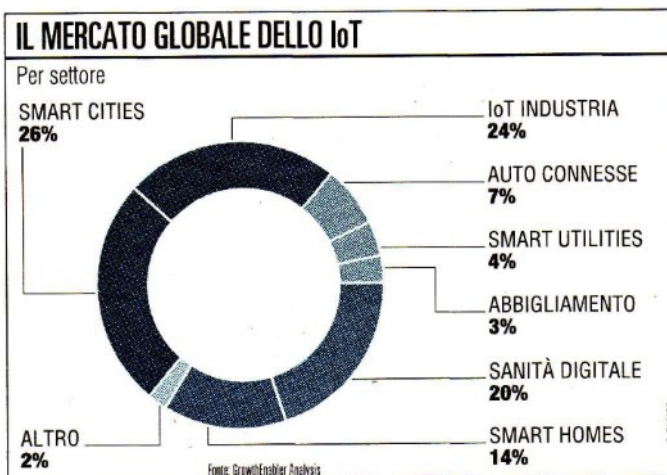 IL MERCATO GLOBALE DELLO IoT
Per settore
SMART CITIES
26%
IoT INDUSTRIA
24%
AUTO CONNESSE
7%
SMART UTILITIES
4%
ABBIGLIAMENTO
3%
SANITÀ DIGITALE
20%
SMART HOMES
14%
ALTRO
2%
Fonte: GrowthEnabler Analysis